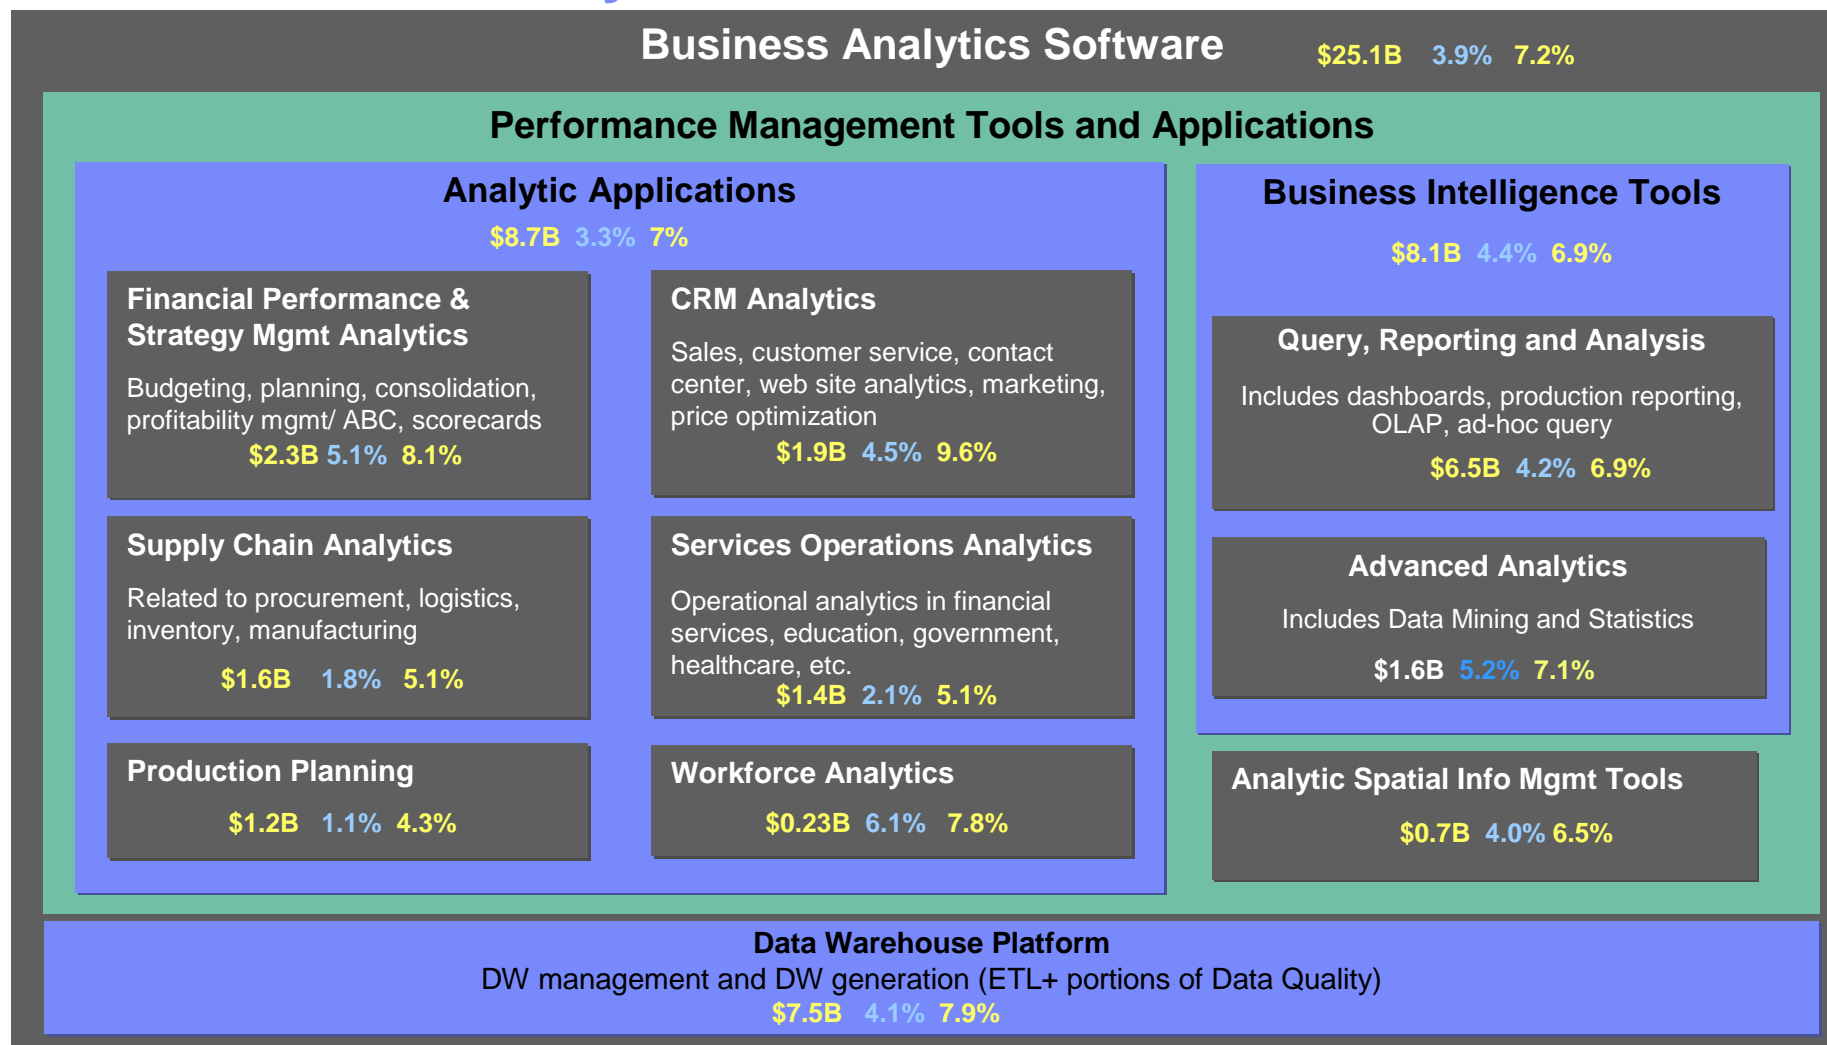 Business Analytics Software
$25.1B 3.9% 7.2%
Performance Management Tools and Applications
Analytic Applications
$8.7B 3.3% 7%
Financial Performance &
Strategy Mgmt Analytics
Budgeting, planning, consolidation,
profitability mgmt/ ABC, scorecards
$2.3B 5.1% 8.1%
CRM Analytics
Sales, customer service, contact
center, web site analytics, marketing,
price optimization
$1.9B 4.5% 9.6%
Supply Chain Analytics
Related to procurement, logistics,
inventory, manufacturing
$1.6B 1.8% 5.1%
Services Operations Analytics
Operational analytics in financial
services, education, government,
healthcare, etc.
$1.4B 2.1% 5.1%
Production Planning
$1.2B 1.1% 4.3%
Workforce Analytics
$0.23B 6.1% 7.8%
Business Intelligence Tools
$8.1B 4.4% 6.9%
Query, Reporting and Analysis
Includes dashboards, production reporting,
OLAP, ad-hoc query
$6.5B 4.2% 6.9%
Advanced Analytics
Includes Data Mining and Statistics
$1.6B 5.2% 7.1%
Analytic Spatial Info Mgmt Tools
$0.7B 4.0% 6.5%
Data Warehouse Platform
DW management and DW generation (ETL+ portions of Data Quality)
$7.5B 4.1% 7.9%